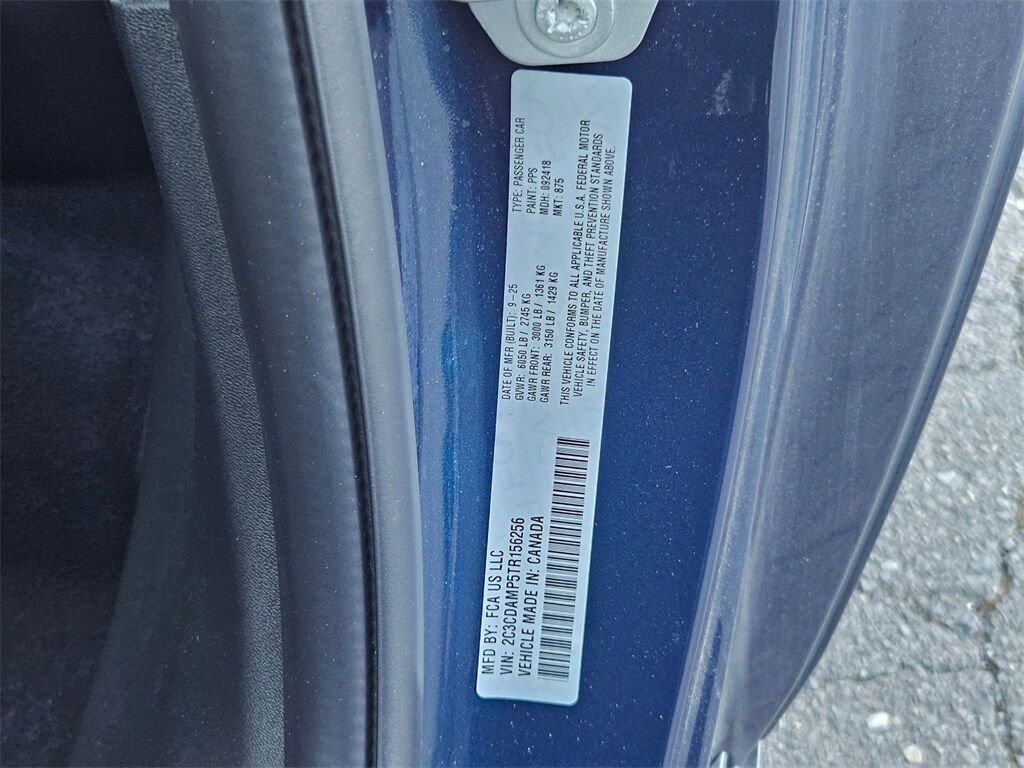 MFD BY: FCA US LLC
VIN: 2C3CDAMP5TR156256
VEHICLE MADE IN: CANADA
DATE OF MFR (BUILT): 9-25
GVWR: 6050 LB / 2745 KG
GAWR FRONT: 3000 LB / 1361 KG
GAWR REAR: 3150 LB / 1429 KG
TYPE: PASSENGER CAR
PAINT: PPS
MDH: 092418
MKT: 875
THIS VEHICLE CONFORMS TO ALL APPLICABLE U.S.A. FEDERAL MOTOR
VEHICLE SAFETY, BUMPER, AND THEFT PREVENTION STANDARDS
IN EFFECT ON THE DATE OF MANUFACTURE SHOWN ABOVE.